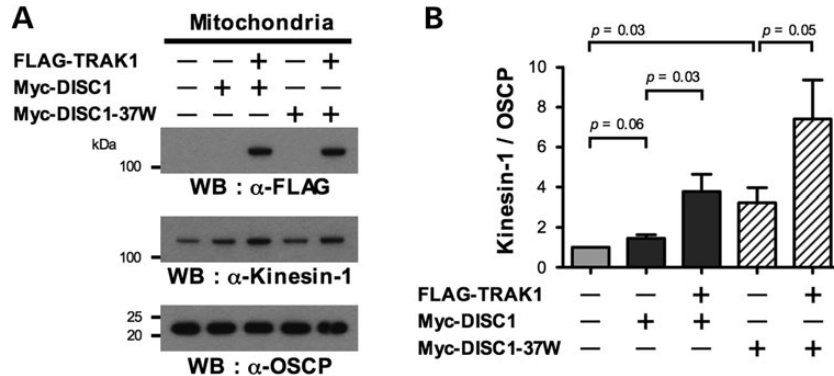 A
Mitochondria
FLAG-TRAK1 — — + — +
Myc-DISC1 — + + — —
Myc-DISC1-37W — — — + +
kDa
100
WB : α-FLAG
100
WB : α-Kinesin-1
25
20
WB : α-OSCP
B
p = 0.03
p = 0.05
p = 0.03
p = 0.06
Kinesin-1 / OSCP
10
8
6
4
2
0
FLAG-TRAK1 — — + — +
Myc-DISC1 — + + — —
Myc-DISC1-37W — — — + +